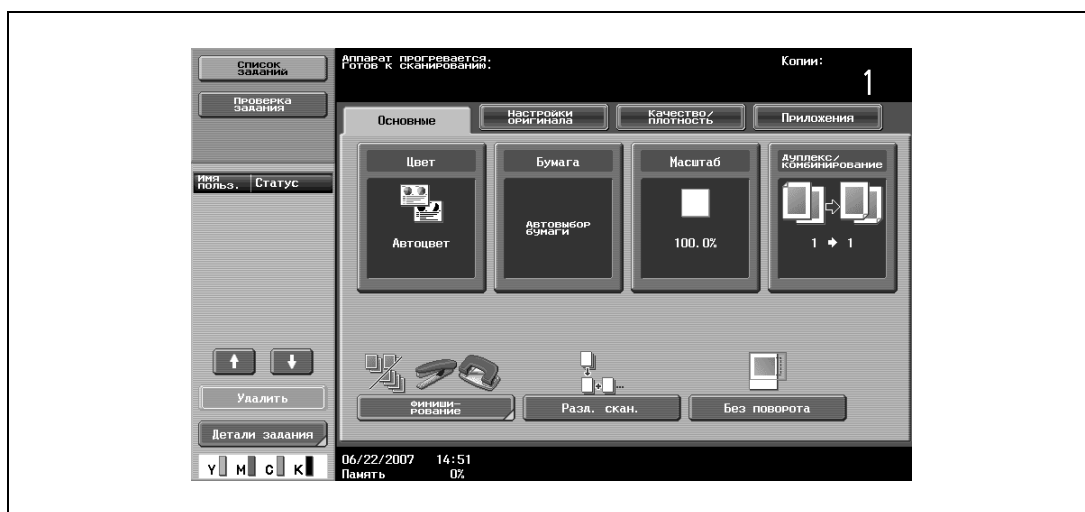 Список
заданий
Проверка
задания
Имя
польз.
Статус
Удалить
Детали задания
Y M C K
Аппарат прогревается.
Готов к сканированию.
Копии:
1
Основные
Настройки
оригинала
Качество/
плотность
Приложения
Цвет
Автоцвет
Бумага
Автовыбор
бумаги
Масштаб
100.0%
Дуплекс/
комбинирование
1 → 1
Финиши-
рование
Разд. скан.
Без поворота
06/22/2007 14:51
Память 0%